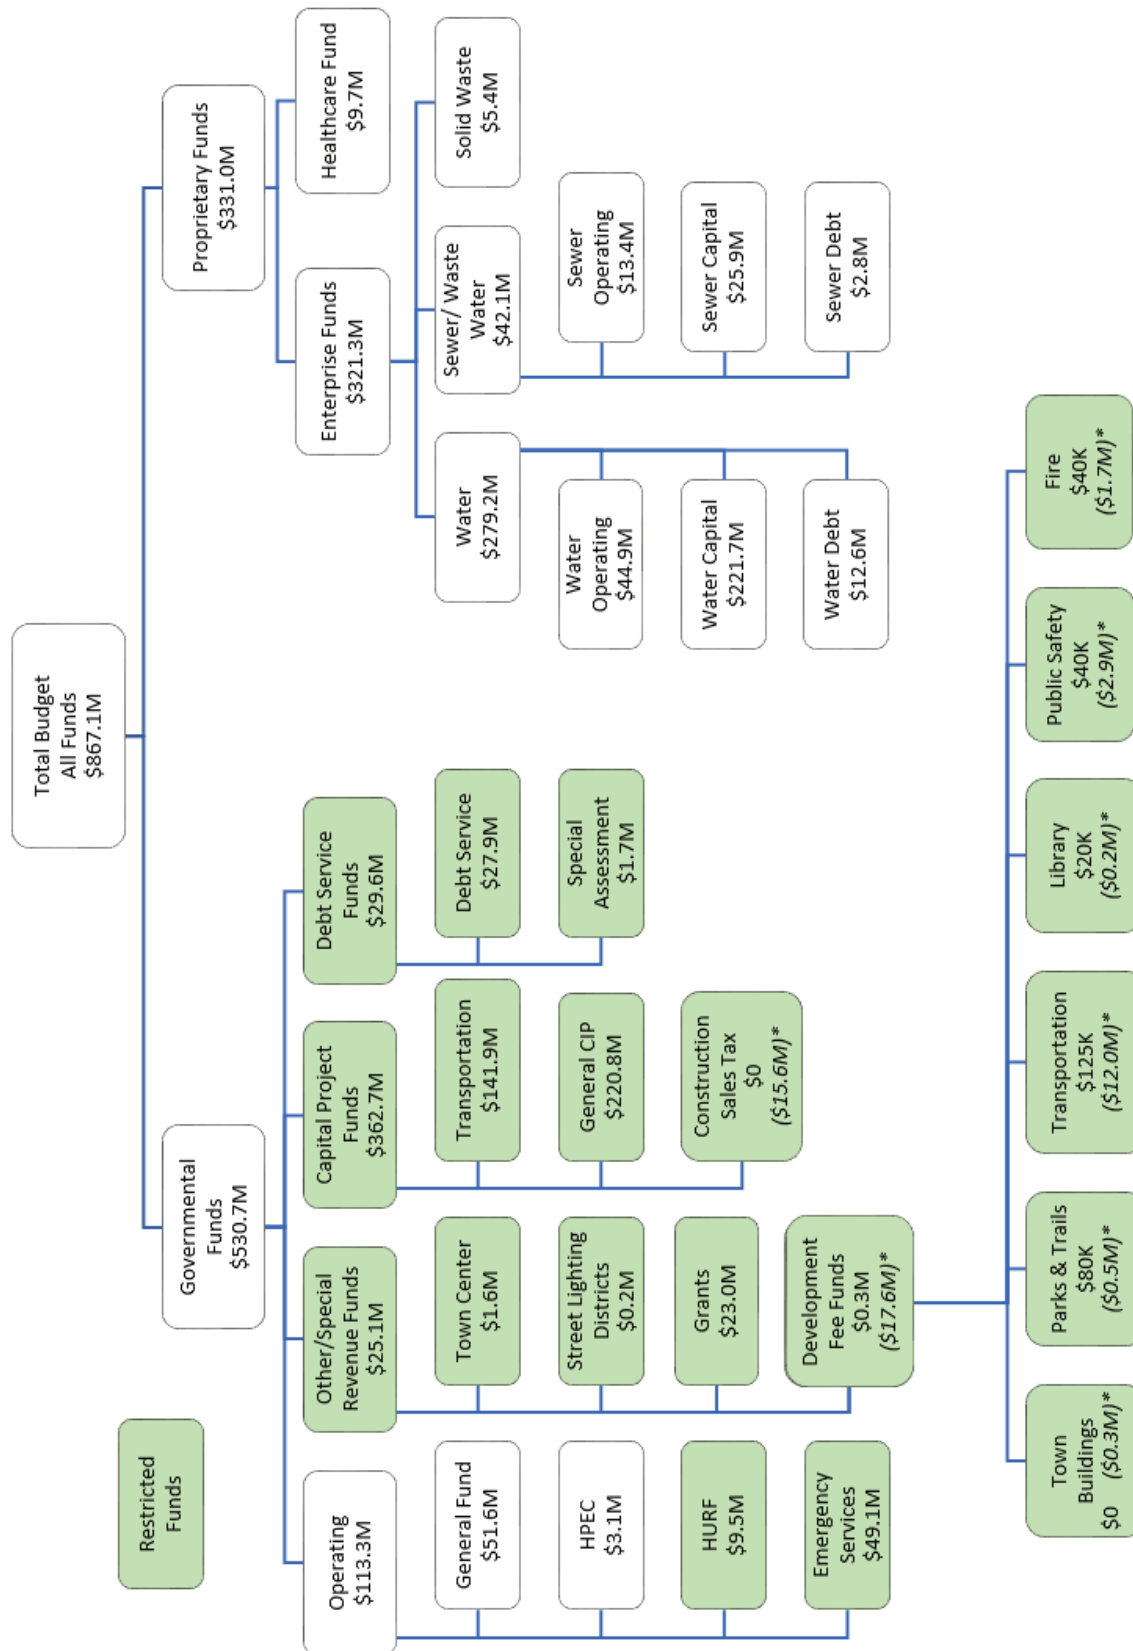 Total Budget
All Funds
$867.1M
Restricted
Funds
Governmental
Funds
$530.7M
Proprietary Funds
$331.0M
Operating
$113.3M
Other/Special
Revenue Funds
$25.1M
Capital Project
Funds
$362.7M
Debt Service
Funds
$29.6M
Enterprise Funds
$321.3M
Healthcare Fund
$9.7M
General Fund
$51.6M
Town Center
$1.6M
Transportation
$141.9M
Debt Service
$27.9M
Water
$279.2M
Sewer/ Waste
Water
$42.1M
Solid Waste
$5.4M
HPEC
$3.1M
Street Lighting
Districts
$0.2M
General CIP
$220.8M
Special
Assessment
$1.7M
Water
Operating
$44.9M
Sewer
Operating
$13.4M
HURF
$9.5M
Grants
$23.0M
Construction
Sales Tax
$0
($15.6M)*
Water Capital
$221.7M
Sewer Capital
$25.9M
Emergency
Services
$49.1M
Development
Fee Funds
$0.3M
($17.6M)*
Water Debt
$12.6M
Sewer Debt
$2.8M
Town
Buildings
$0 ($0.3M)*
Parks & Trails
$80K
($0.5M)*
Transportation
$125K
($12.0M)*
Library
$20K
($0.2M)*
Public Safety
$40K
($2.9M)*
Fire
$40K
($1.7M)*